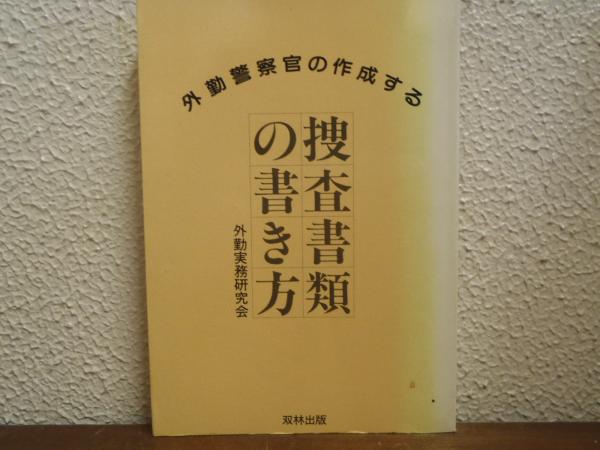 外勤警察官の作成する
捜査書類
の書き方
外勤実務研究会
双林出版